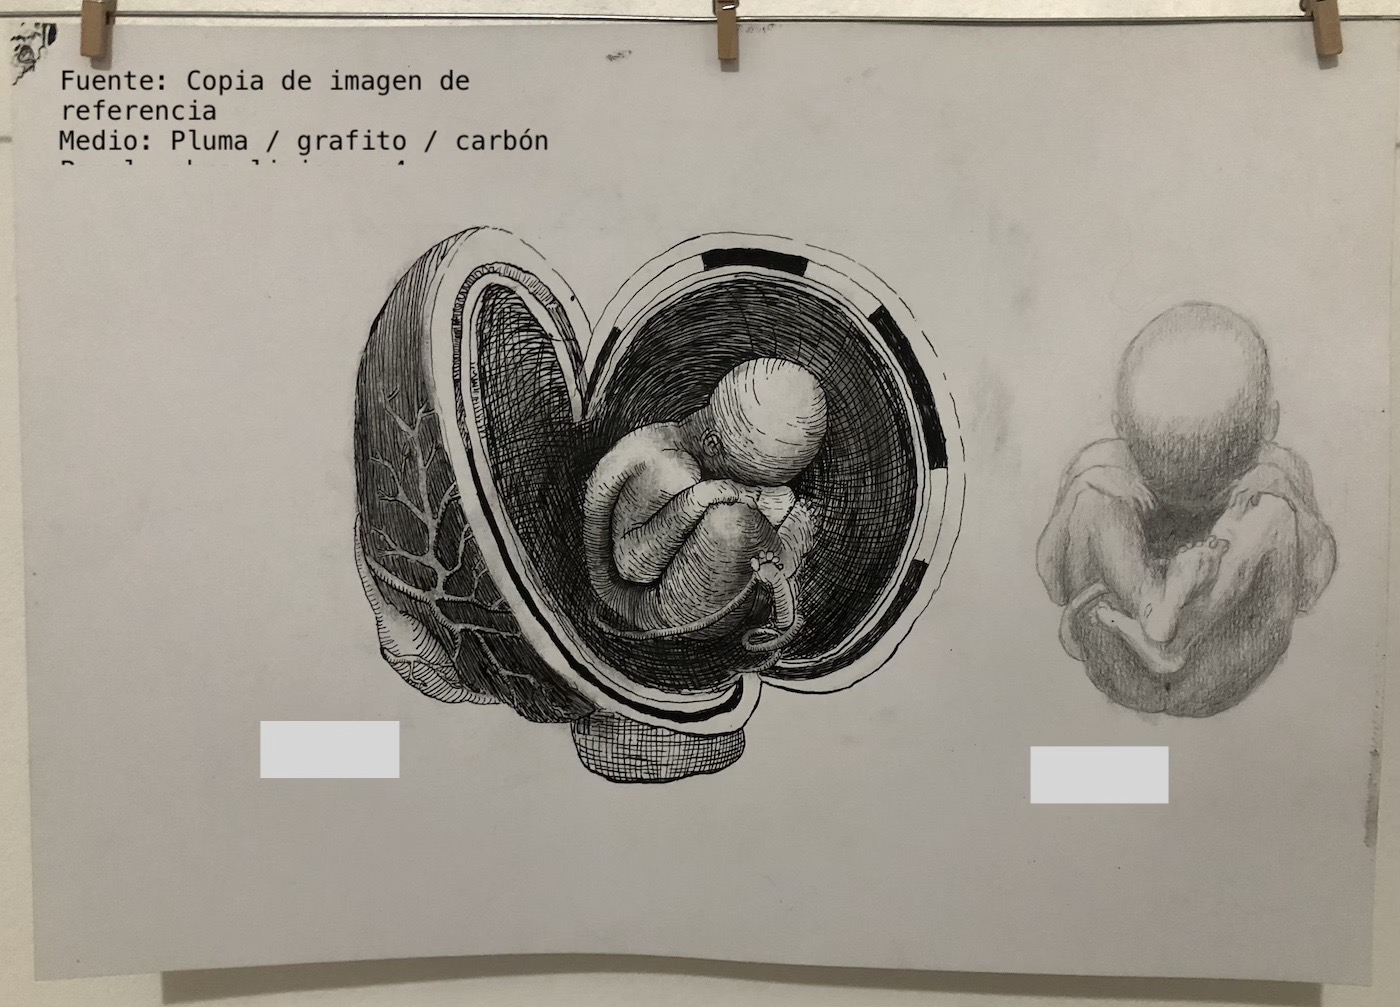 Fuente: Copia de imagen de
referencia
Medio: Pluma / grafito / carbón